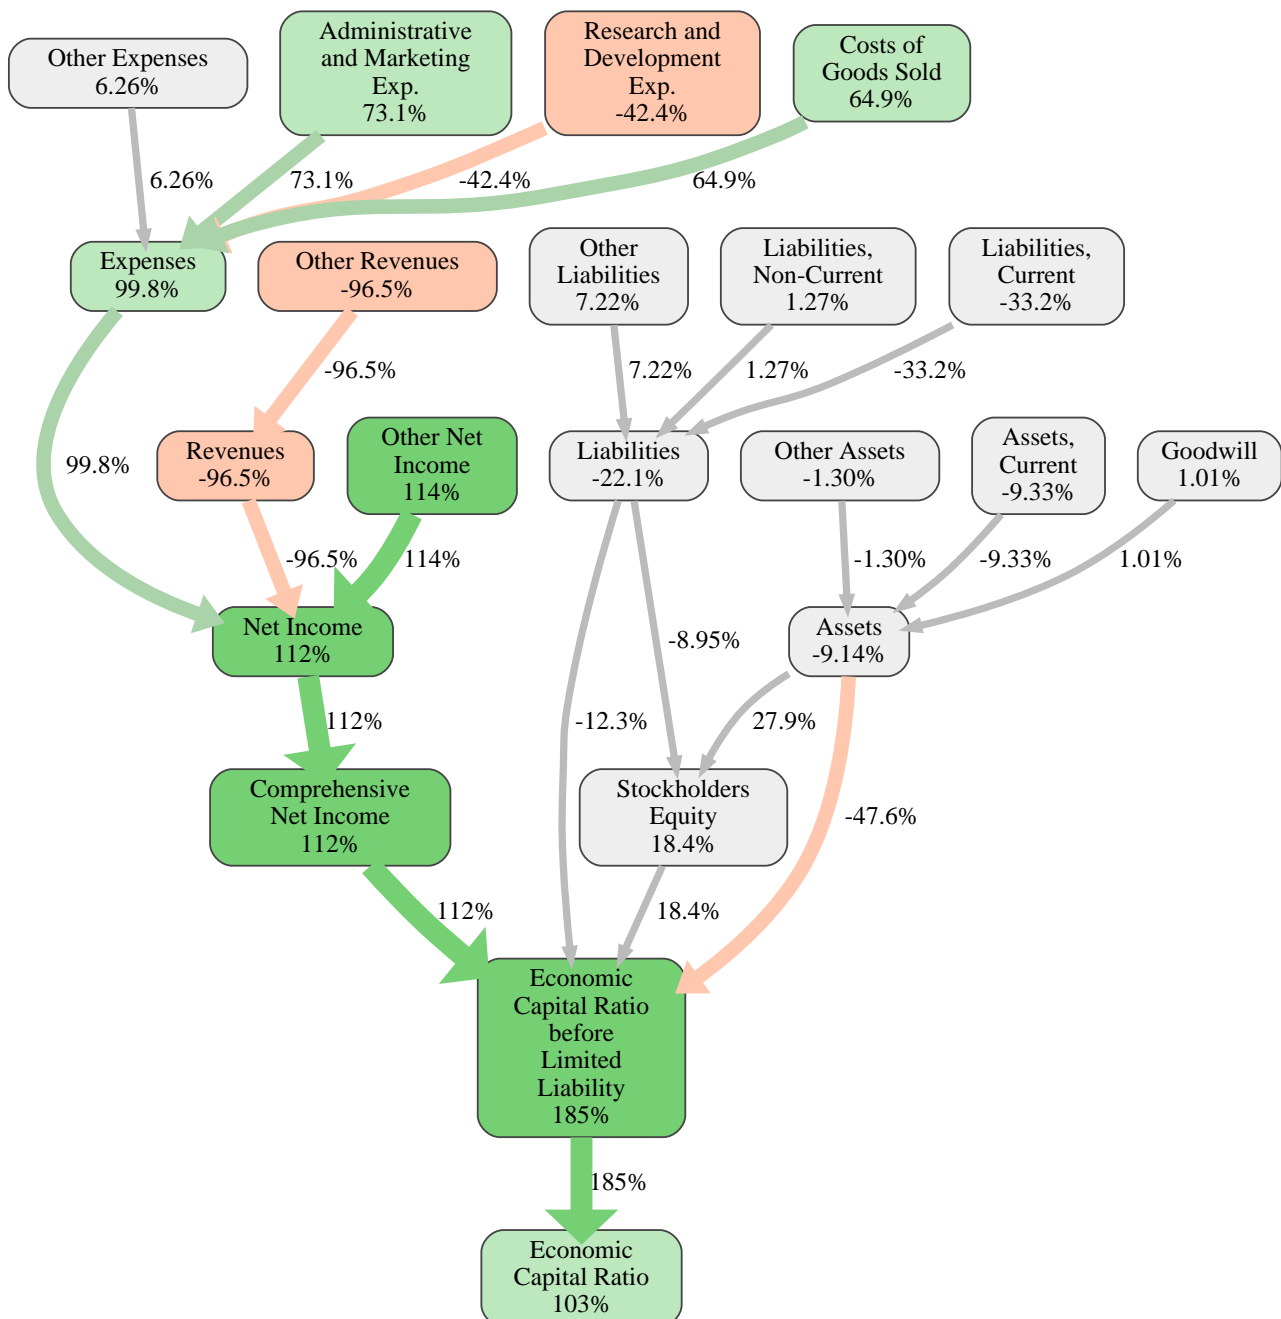 Other Expenses
6.26%
Administrative
and Marketing
Exp.
73.1%
Research and
Development
Exp.
-42.4%
Costs of
Goods Sold
64.9%
6.26%
73.1%
-42.4%
64.9%
Expenses
99.8%
Other Revenues
-96.5%
Other
Liabilities
7.22%
Liabilities,
Non-Current
1.27%
Liabilities,
Current
-33.2%
-96.5%
7.22%
1.27%
-33.2%
99.8%
Revenues
-96.5%
Other Net
Income
114%
Liabilities
-22.1%
Other Assets
-1.30%
Assets,
Current
-9.33%
Goodwill
1.01%
-96.5%
114%
-1.30%
-9.33%
1.01%
Net Income
112%
-8.95%
Assets
-9.14%
112%
-12.3%
27.9%
Comprehensive
Net Income
112%
Stockholders
Equity
18.4%
-47.6%
112%
18.4%
Economic
Capital Ratio
before
Limited
Liability
185%
185%
Economic
Capital Ratio
103%